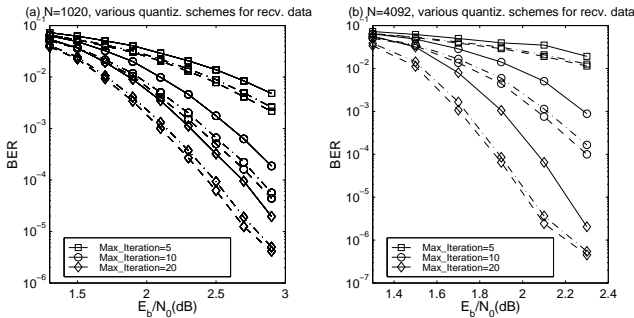 (a) N=1020, various quantiz. schemes for recv. data
10⁻¹
10⁻²
10⁻³
10⁻⁴
10⁻⁵
10⁻⁶
BER
Max_Iteration=5
Max_Iteration=10
Max_Iteration=20
1.5 2 2.5 3
E_b/N_0(dB)
(b) N=4092, various quantiz. schemes for recv. data
10⁻¹
10⁻²
10⁻³
10⁻⁴
10⁻⁵
10⁻⁶
10⁻⁷
BER
Max_Iteration=5
Max_Iteration=10
Max_Iteration=20
1.4 1.6 1.8 2 2.2 2.4
E_b/N_0(dB)